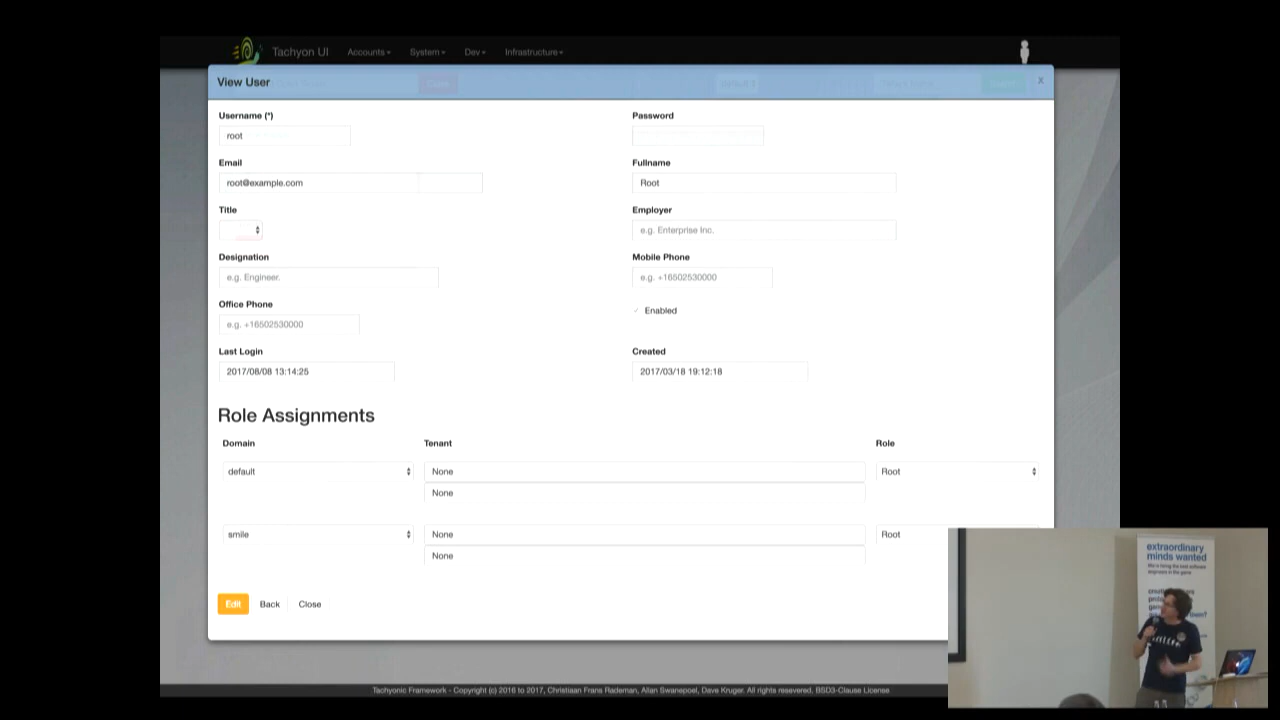 Tachyon UI Accounts System Dev Infrastructure
View User x
Username (*) Password
root
Email Fullname
root@example.com Root
Title Employer
e.g. Enterprise Inc.
Designation Mobile Phone
e.g. Engineer. e.g. +16502530000
Office Phone
e.g. +16502530000 Enabled
Last Login Created
2017/08/08 13:14:25 2017/03/18 19:12:18
Role Assignments
Domain Tenant Role
default None Root
None
smile None Root
None
Edit Back Close
Tachyonic Framework - Copyright (c) 2016 to 2017, Christiaan Frans Rademan, Allan Swanepoel, Dave Kruger. All rights resevered. BSD3-Clause License
extraordinary
minds wanted